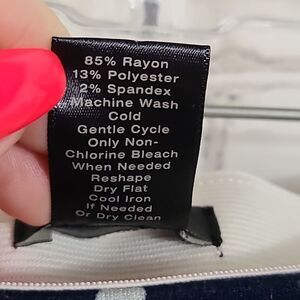 85% Rayon
13% Polyester
2% Spandex
Machine Wash
Cold
Gentle Cycle
Only Non-
Chlorine Bleach
When Needed
Reshape
Dry Flat
Cool Iron
If Needed
Or Dry Clean